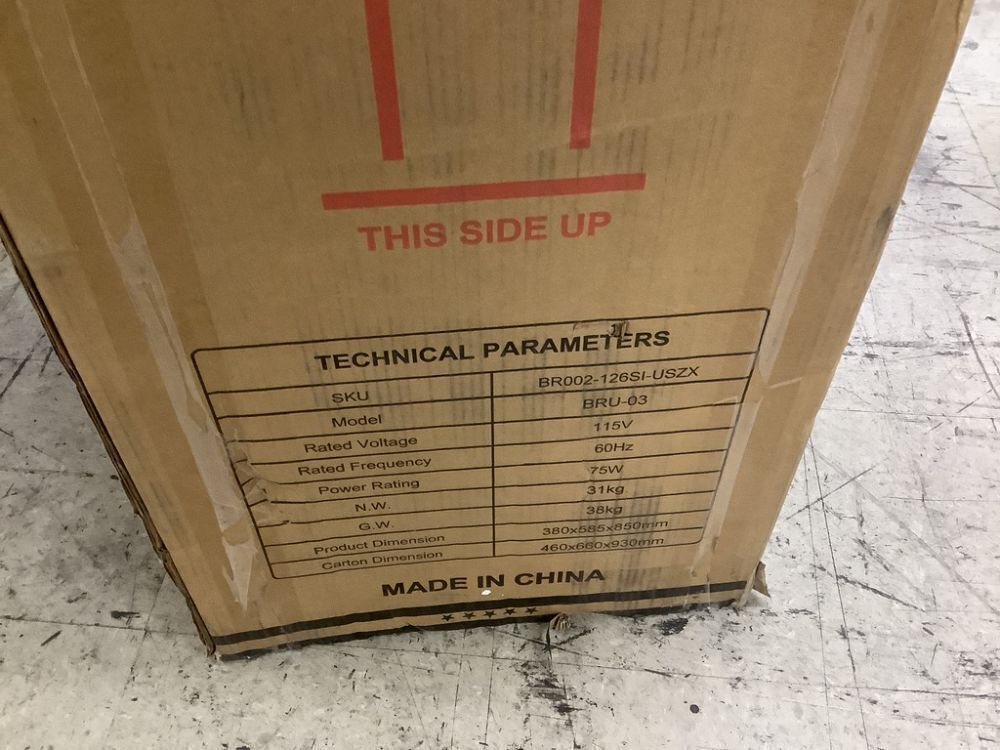 THIS SIDE UP
TECHNICAL PARAMETERS
SKU BR002-126SI-USZX
Model BRU-03
Rated Voltage 115V
Rated Frequency 60Hz
Power Rating 75W
N.W. 31kg
G.W. 38kg
Product Dimension 380x585x850mm
Carton Dimension 460x660x930mm
MADE IN CHINA